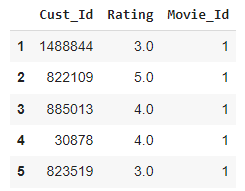 Cust_Id Rating Movie_Id
1 1488844 3.0 1
2 822109 5.0 1
3 885013 4.0 1
4 30878 4.0 1
5 823519 3.0 1